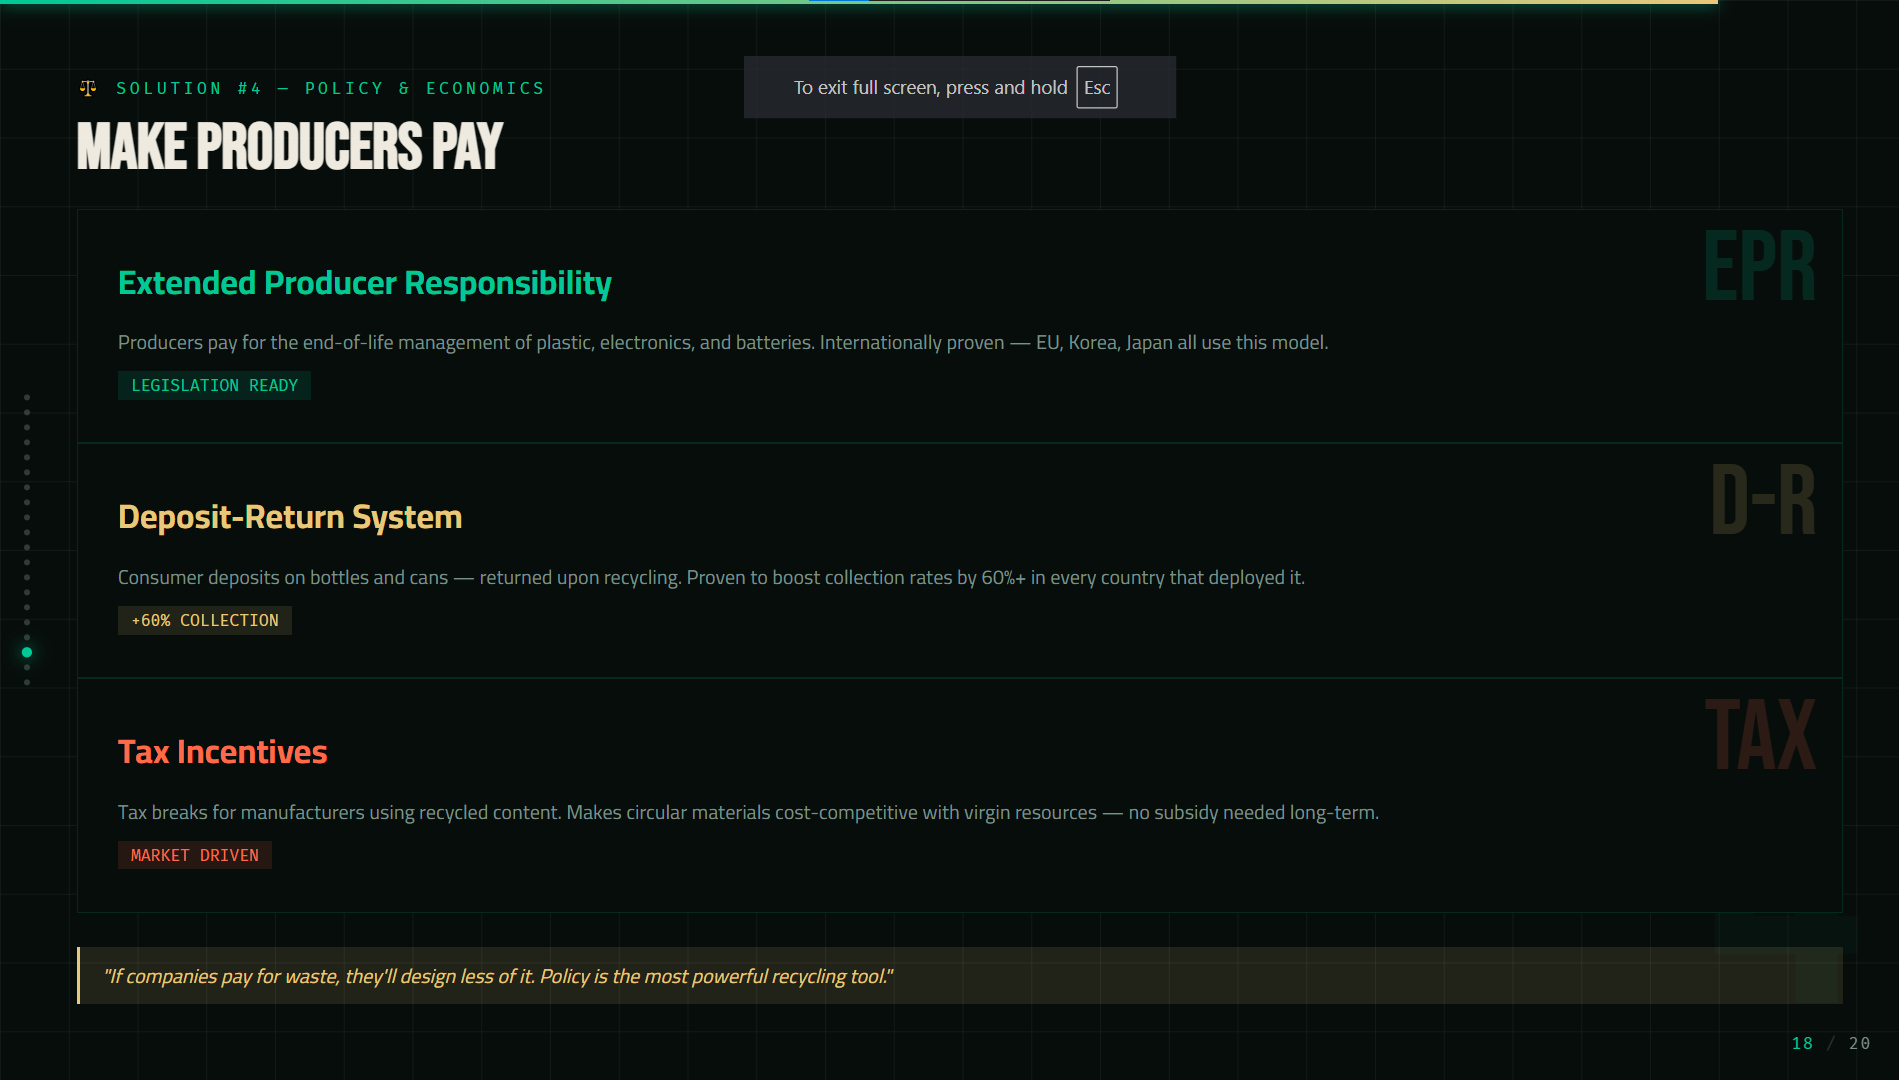 SOLUTION #4 — POLICY & ECONOMICS
To exit full screen, press and hold Esc
MAKE PRODUCERS PAY
EPR
Extended Producer Responsibility
Producers pay for the end-of-life management of plastic, electronics, and batteries. Internationally proven — EU, Korea, Japan all use this model.
LEGISLATION READY
D-R
Deposit-Return System
Consumer deposits on bottles and cans — returned upon recycling. Proven to boost collection rates by 60%+ in every country that deployed it.
+60% COLLECTION
TAX
Tax Incentives
Tax breaks for manufacturers using recycled content. Makes circular materials cost-competitive with virgin resources — no subsidy needed long-term.
MARKET DRIVEN
"If companies pay for waste, they'll design less of it. Policy is the most powerful recycling tool."
18 / 20